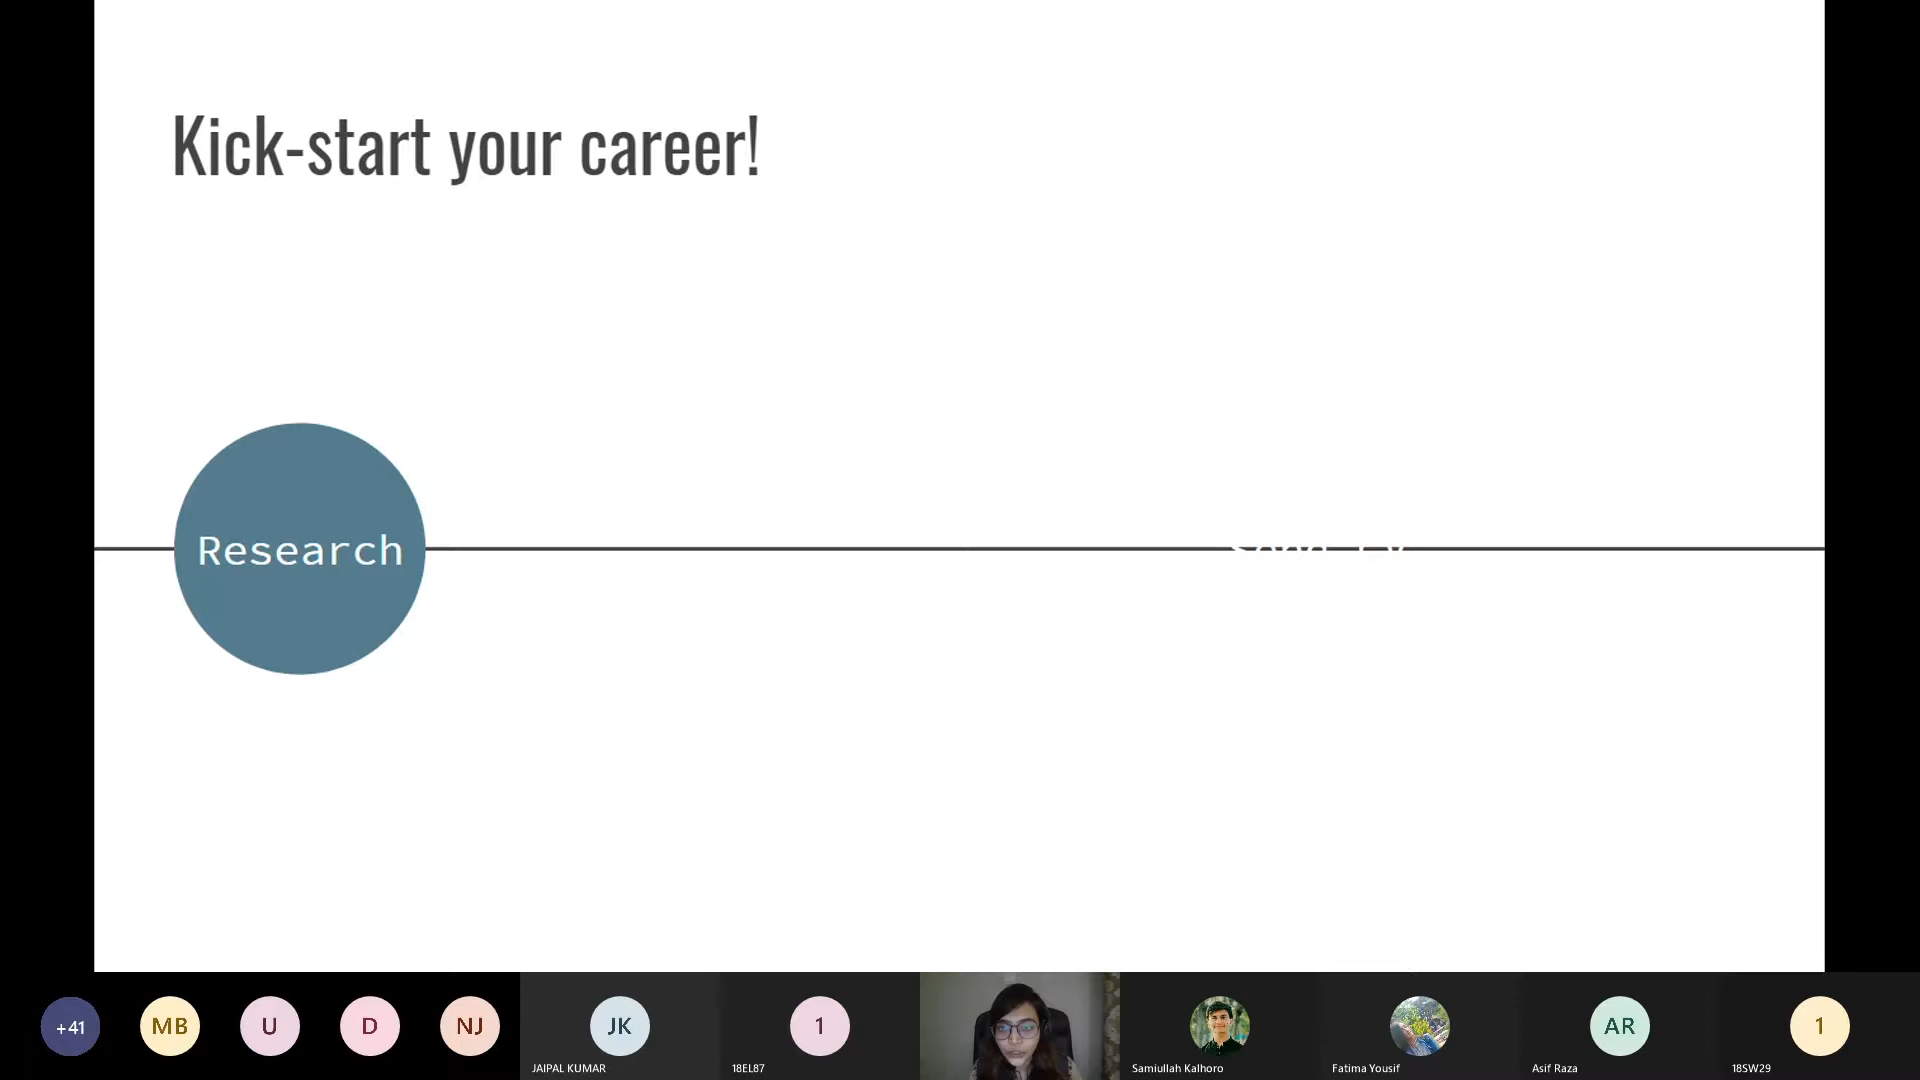 Kick-start your career!
Research
+41
MB
U
D
NJ
JK
1
AR
1
JAIPAL KUMAR
18EL87
Samiullah Kalhoro
Fatima Yousif
Asif Raza
18SW29